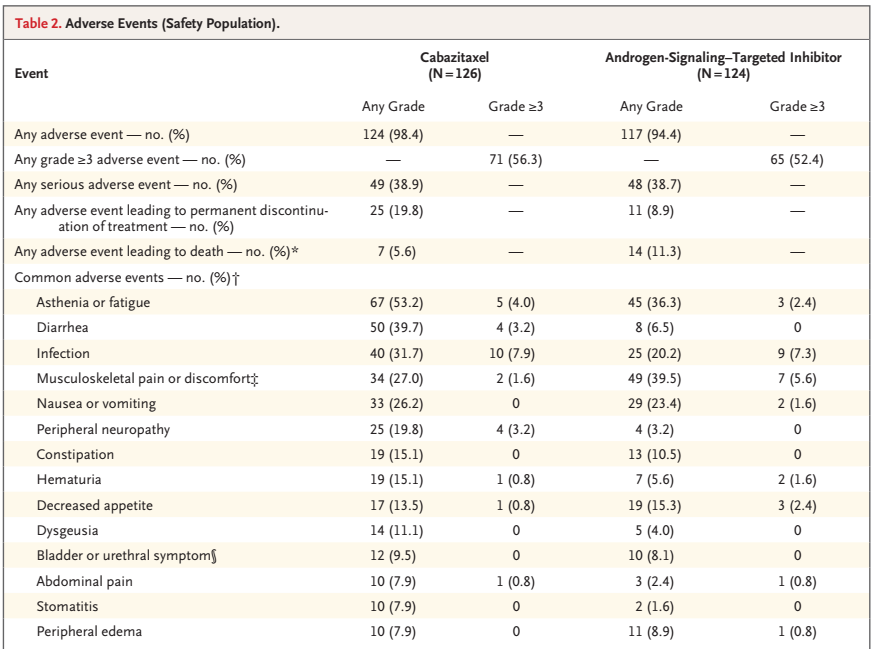 Table 2. Adverse Events (Safety Population).
Event Cabazitaxel (N=126) Androgen-Signaling–Targeted Inhibitor (N=124)
Any Grade Grade ≥3 Any Grade Grade ≥3
Any adverse event — no. (%) 124 (98.4) — 117 (94.4) —
Any grade ≥3 adverse event — no. (%) — 71 (56.3) — 65 (52.4)
Any serious adverse event — no. (%) 49 (38.9) — 48 (38.7) —
Any adverse event leading to permanent discontinu- 25 (19.8) — 11 (8.9) —
ation of treatment — no. (%)
Any adverse event leading to death — no. (%)* 7 (5.6) — 14 (11.3) —
Common adverse events — no. (%)†
Asthenia or fatigue 67 (53.2) 5 (4.0) 45 (36.3) 3 (2.4)
Diarrhea 50 (39.7) 4 (3.2) 8 (6.5) 0
Infection 40 (31.7) 10 (7.9) 25 (20.2) 9 (7.3)
Musculoskeletal pain or discomfort‡ 34 (27.0) 2 (1.6) 49 (39.5) 7 (5.6)
Nausea or vomiting 33 (26.2) 0 29 (23.4) 2 (1.6)
Peripheral neuropathy 25 (19.8) 4 (3.2) 4 (3.2) 0
Constipation 19 (15.1) 0 13 (10.5) 0
Hematuria 19 (15.1) 1 (0.8) 7 (5.6) 2 (1.6)
Decreased appetite 17 (13.5) 1 (0.8) 19 (15.3) 3 (2.4)
Dysgeusia 14 (11.1) 0 5 (4.0) 0
Bladder or urethral symptom§ 12 (9.5) 0 10 (8.1) 0
Abdominal pain 10 (7.9) 1 (0.8) 3 (2.4) 1 (0.8)
Stomatitis 10 (7.9) 0 2 (1.6) 0
Peripheral edema 10 (7.9) 0 11 (8.9) 1 (0.8)